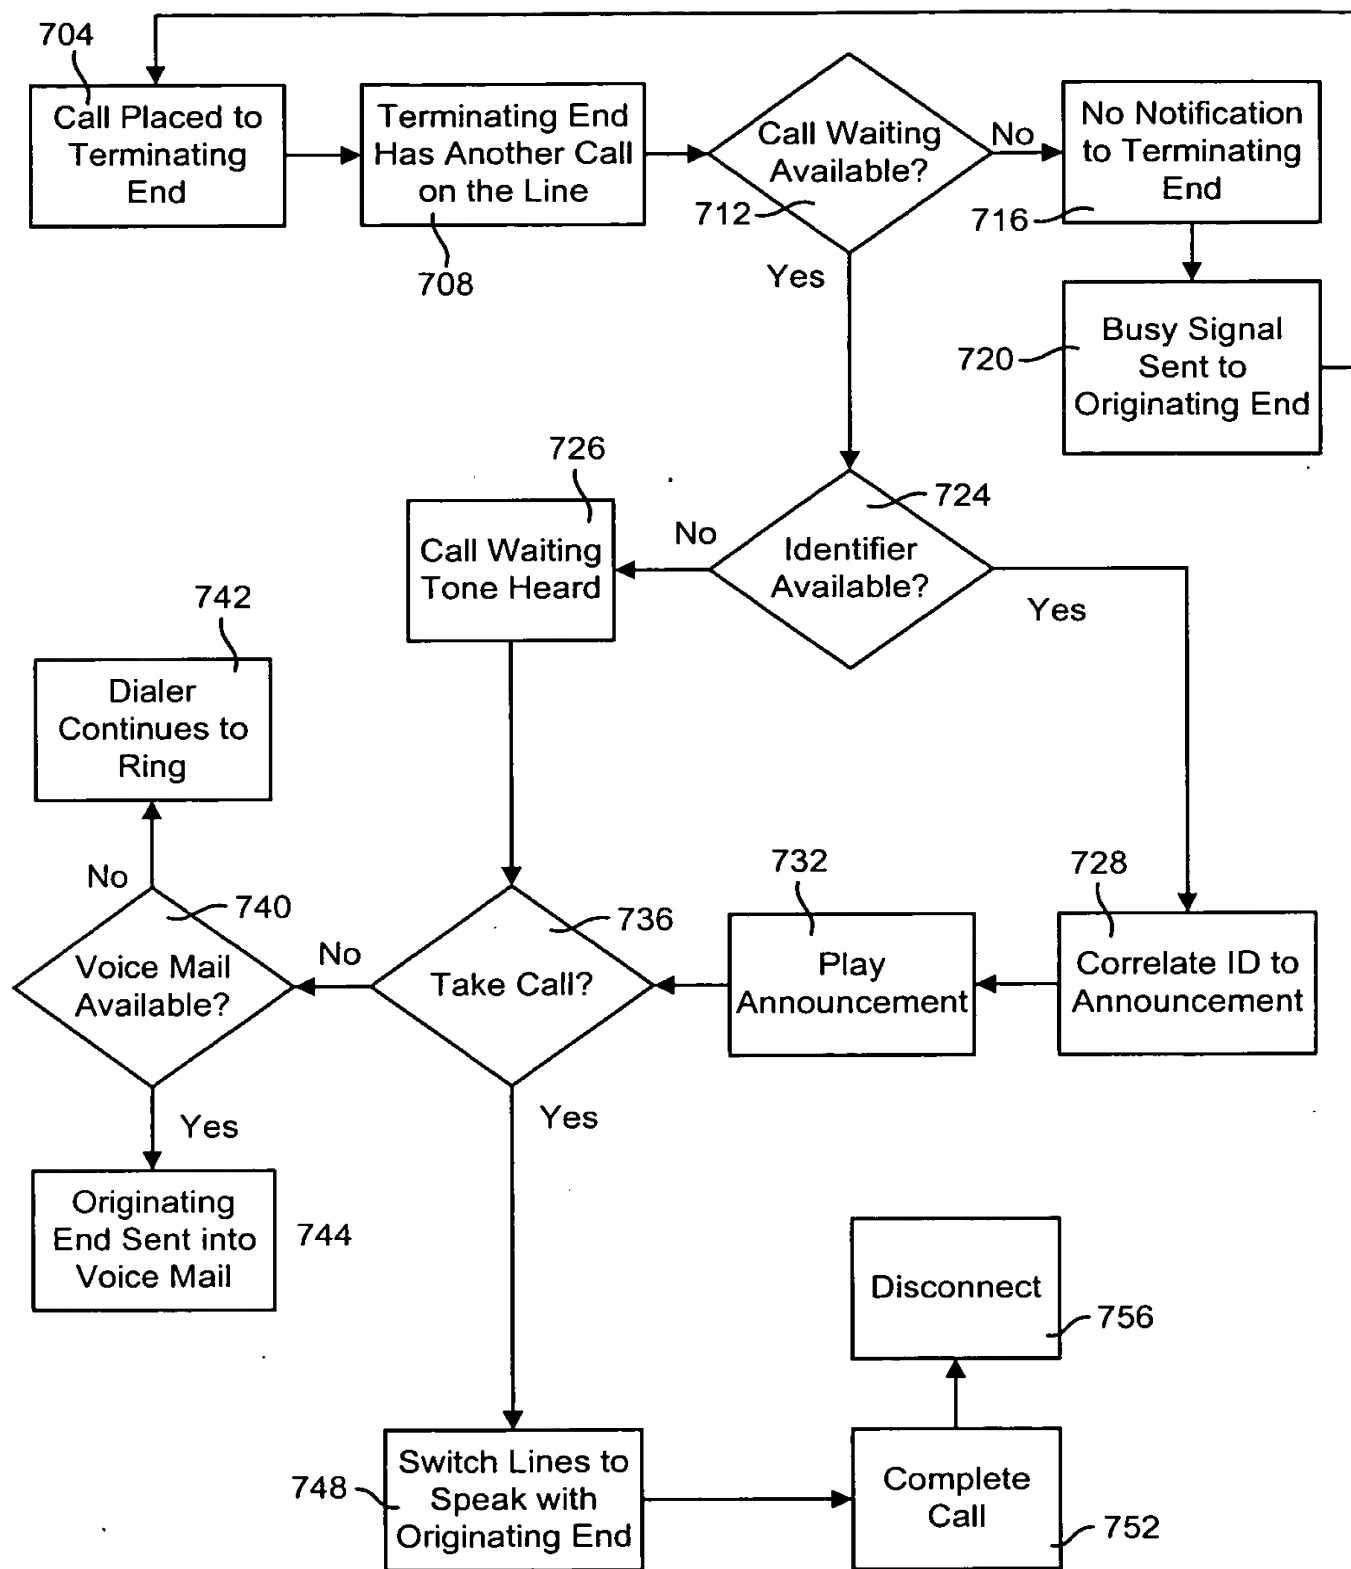 704
Call Placed to
Terminating
End
Terminating End
Has Another Call
on the Line
708
Call Waiting
Available?
712
No
Yes
No Notification
to Terminating
End
716
Busy Signal
Sent to
Originating End
720
726
Call Waiting
Tone Heard
No
724
Identifier
Available?
Yes
742
Dialer
Continues to
Ring
No
740
Voice Mail
Available?
Yes
No
736
Take Call?
Yes
732
Play
Announcement
728
Correlate ID to
Announcement
Originating
End Sent into
Voice Mail
744
Disconnect
756
748
Switch Lines to
Speak with
Originating End
Complete
Call
752